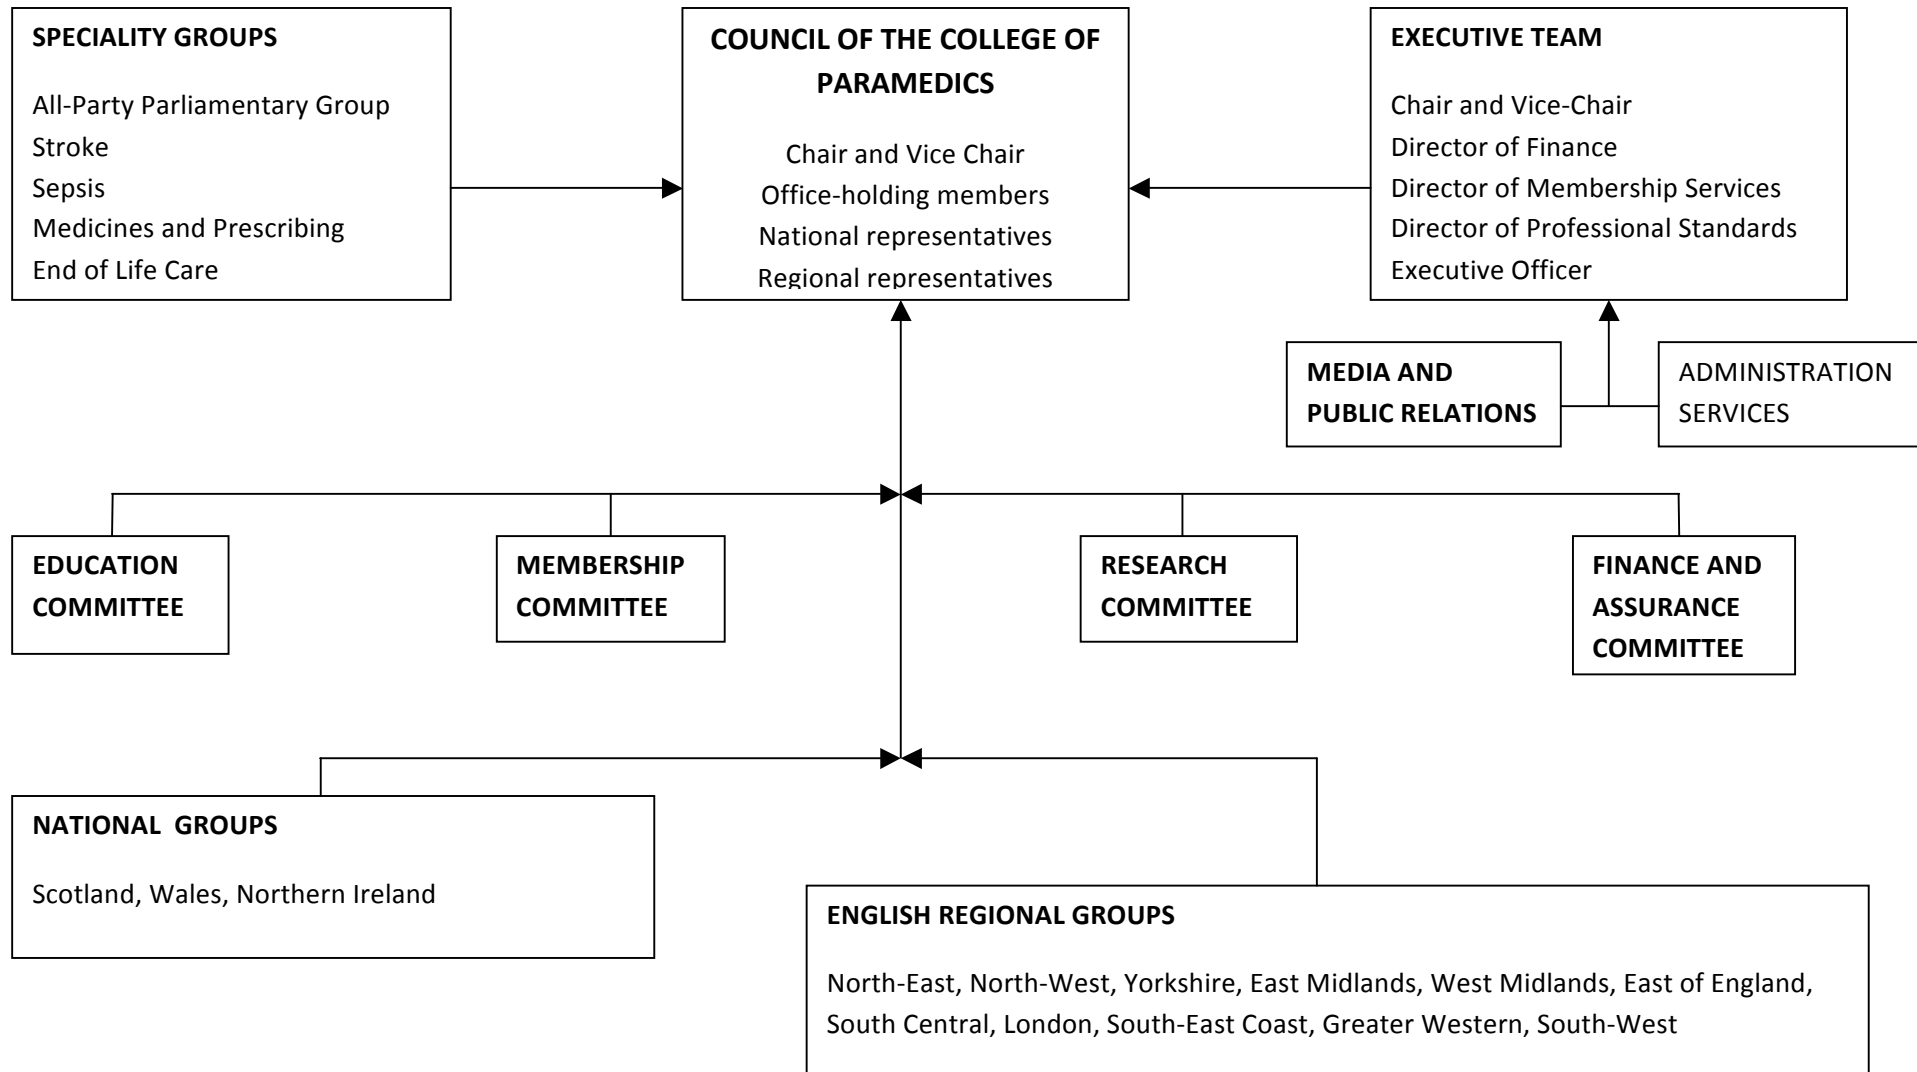 SPECIALITY GROUPS
All-Party Parliamentary Group
Stroke
Sepsis
Medicines and Prescribing
End of Life Care
COUNCIL OF THE COLLEGE OF
PARAMEDICS
Chair and Vice Chair
Office-holding members
National representatives
Regional representatives
EXECUTIVE TEAM
Chair and Vice-Chair
Director of Finance
Director of Membership Services
Director of Professional Standards
Executive Officer
MEDIA AND
PUBLIC RELATIONS
ADMINISTRATION
SERVICES
EDUCATION
COMMITTEE
MEMBERSHIP
COMMITTEE
RESEARCH
COMMITTEE
FINANCE AND
ASSURANCE
COMMITTEE
NATIONAL  GROUPS
Scotland, Wales, Northern Ireland
ENGLISH REGIONAL GROUPS
North-East, North-West, Yorkshire, East Midlands, West Midlands, East of England,
South Central, London, South-East Coast, Greater Western, South-West